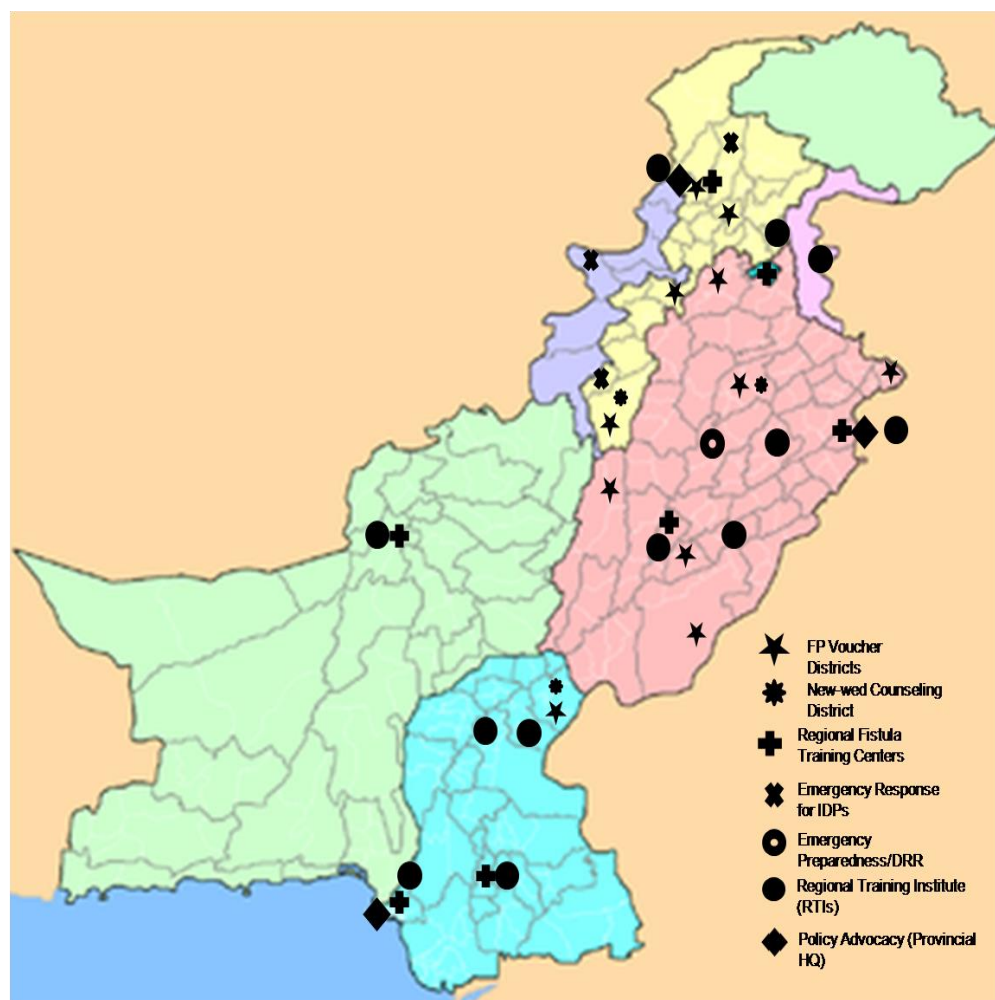 FP Voucher
Districts
New-wed Counseling
District
Regional Fistula
Training Centers
Emergency Response
for IDPs
Emergency
Preparedness/DRR
Regional Training Institute
(RTIs)
Policy Advocacy (Provincial
HQ)